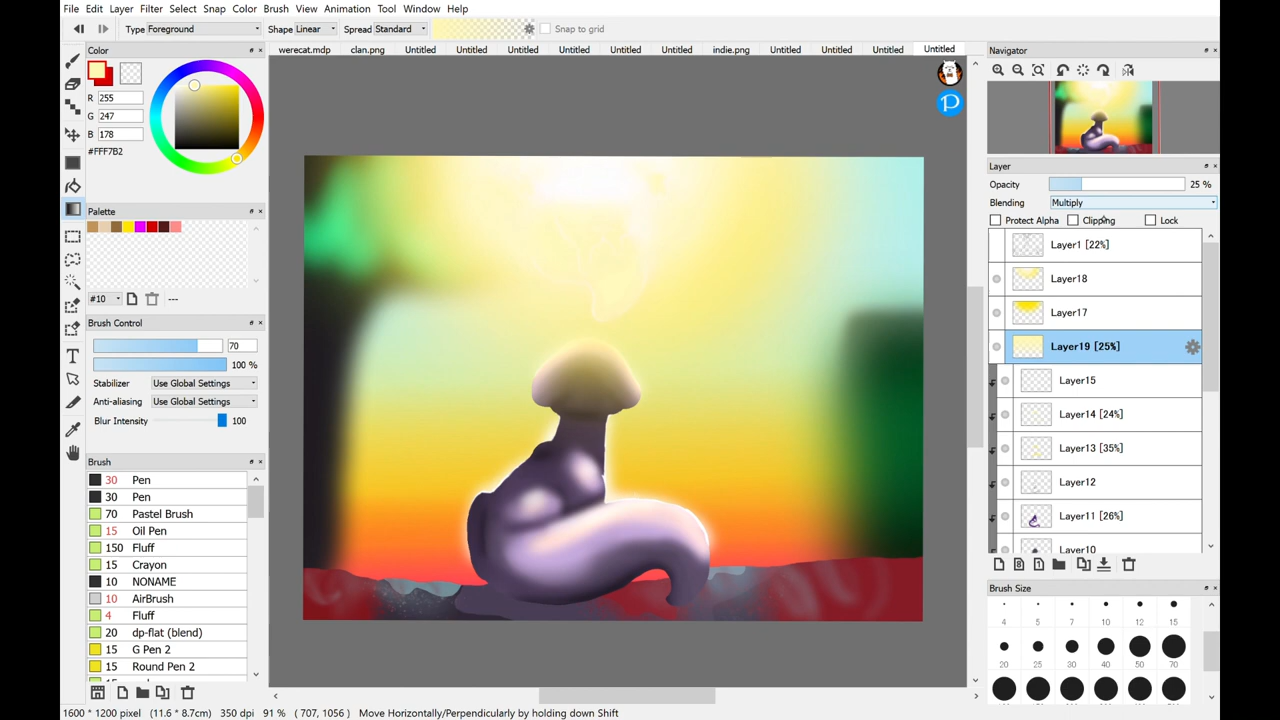 File Edit Layer Filter Select Snap Color Brush View Animation Tool Window Help
Type Foreground Shape Linear Spread Standard Snap to grid
Color
werecat.mdp clan.png Untitled Untitled Untitled Untitled Untitled Untitled indie.png Untitled Untitled Untitled Untitled
Navigator
R 255
G 247
B 178
#FFF7B2
Layer
Opacity 25 %
Blending Multiply
Protect Alpha Clipping Lock
Palette
#10 ---
Layer1 [22%]
Layer18
Layer17
Layer19 [25%]
Layer15
Layer14 [24%]
Layer13 [35%]
Layer12
Layer11 [26%]
Layer10
Brush Control
70
100 %
Stabilizer Use Global Settings
Anti-aliasing Use Global Settings
Blur Intensity 100
Brush
30 Pen
30 Pen
70 Pastel Brush
15 Oil Pen
150 Fluff
15 Crayon
10 NONAME
10 AirBrush
4 Fluff
20 dp-flat (blend)
15 G Pen 2
15 Round Pen 2
Brush Size
4 5 7 10 12 15
20 25 30 40 50 70
1600 * 1200 pixel (11.6 * 8.7cm) 350 dpi 91 % ( 707, 1056 ) Move Horizontally/Perpendicularly by holding down Shift